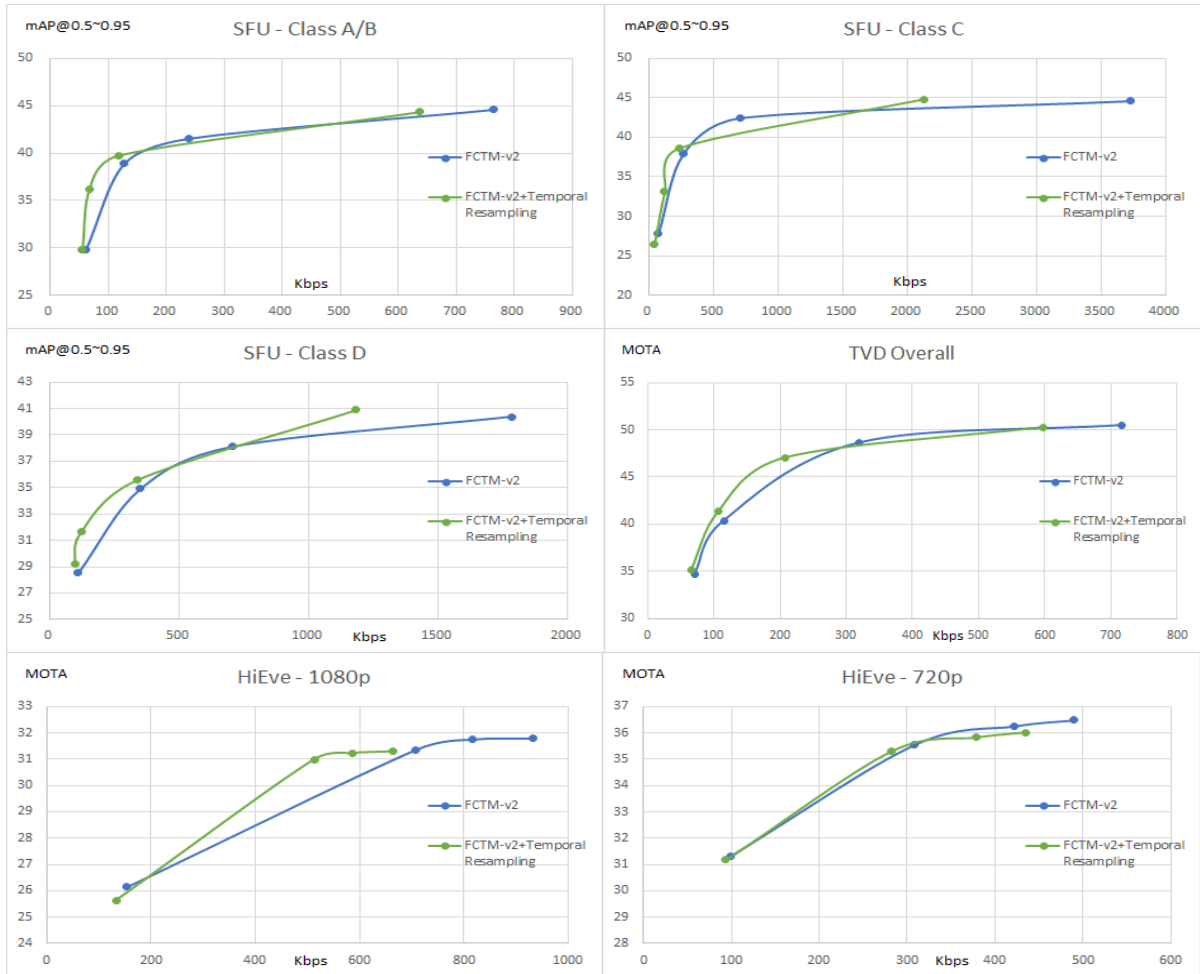 mAP@0.5~0.95
SFU - Class A/B
50
45
40
35
30
25
FCTM-v2
FCTM-v2+Temporal
Resampling
Kbps
0 100 200 300 400 500 600 700 800 900
mAP@0.5~0.95
SFU - Class C
50
45
40
35
30
25
20
FCTM-v2
FCTM-v2+Temporal
Resampling
Kbps
0 500 1000 1500 2000 2500 3000 3500 4000
mAP@0.5~0.95
SFU - Class D
43
41
39
37
35
33
31
29
27
25
FCTM-v2
FCTM-v2+Temporal
Resampling
0 500 1000 Kbps 1500 2000
MOTA
TVD Overall
55
50
45
40
35
30
FCTM-v2
FCTM-v2+Temporal
Resampling
0 100 200 300 400 Kbps 500 600 700 800
MOTA
HiEve - 1080p
33
32
31
30
29
28
27
26
25
24
FCTM-v2
FCTM-v2+Temporal
Resampling
0 200 400 600 Kbps 800 1000
MOTA
HiEve - 720p
37
36
35
34
33
32
31
30
29
28
FCTM-v2
FCTM-v2+Temporal
Resampling
0 100 200 300 Kbps 400 500 600